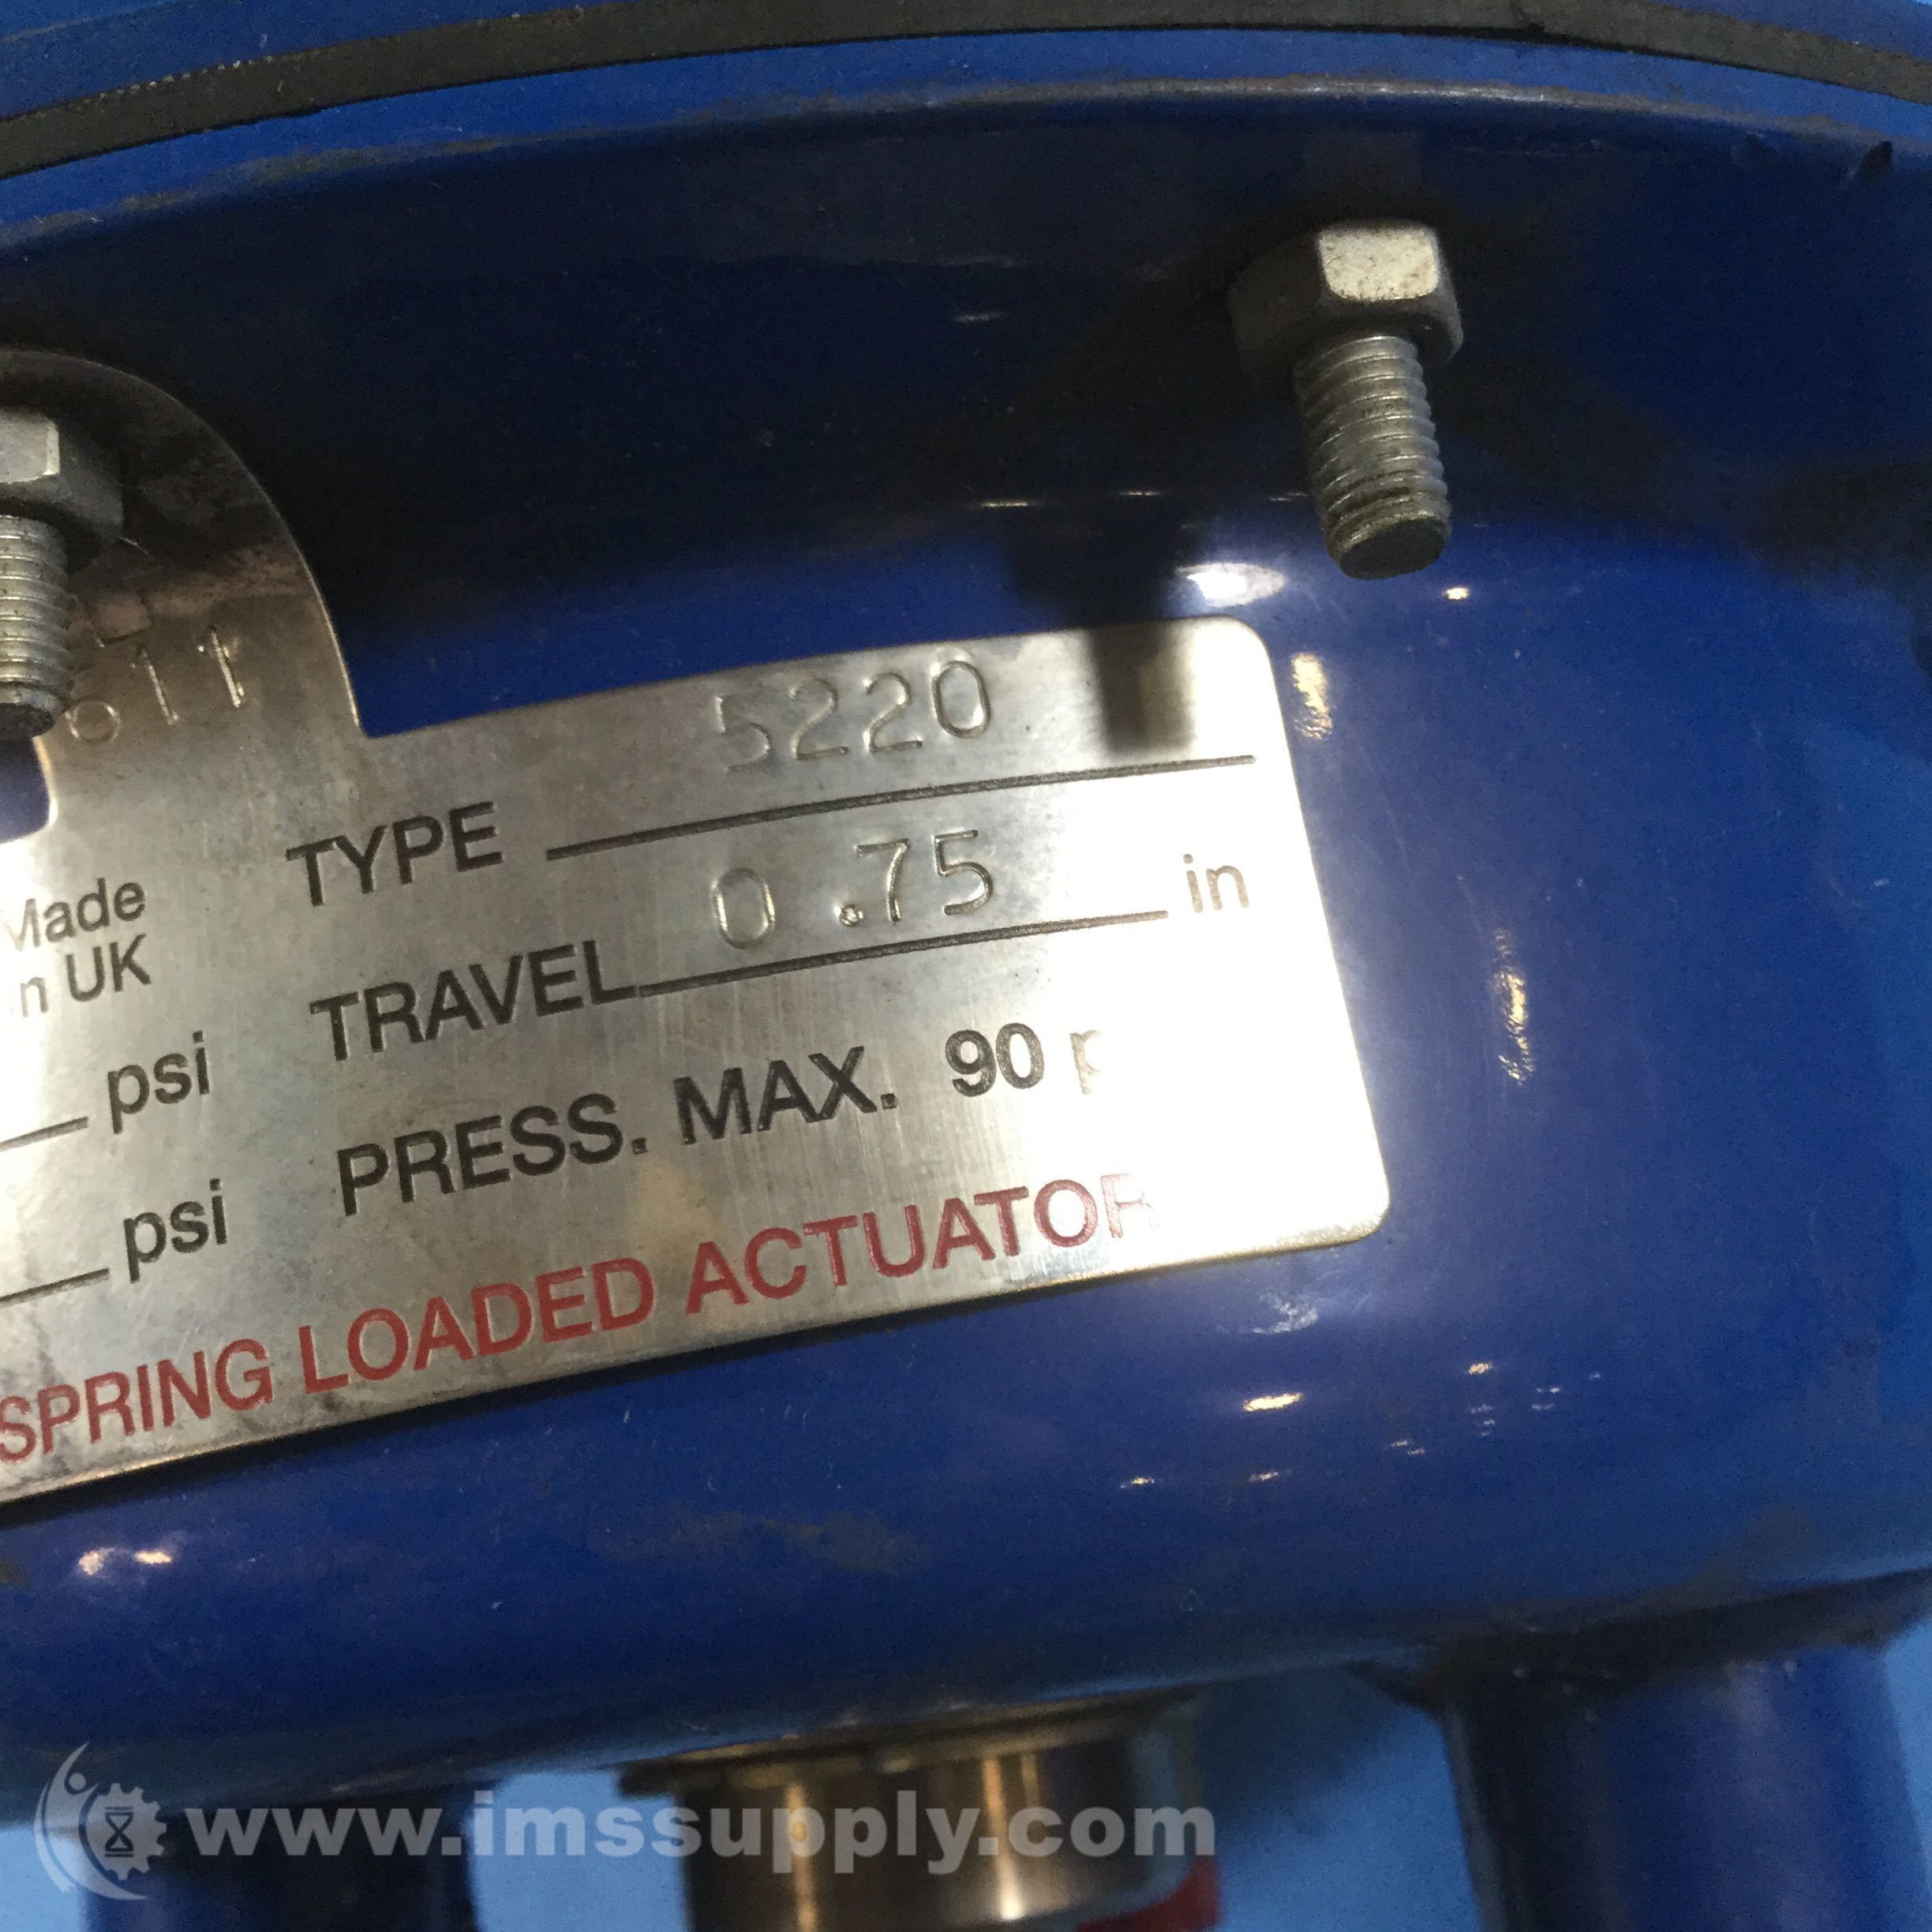 611
TYPE 5220
Made
in UK
TRAVEL 0.75 in
psi
PRESS. MAX. 90
psi
SPRING LOADED ACTUATOR
www.imssupply.com